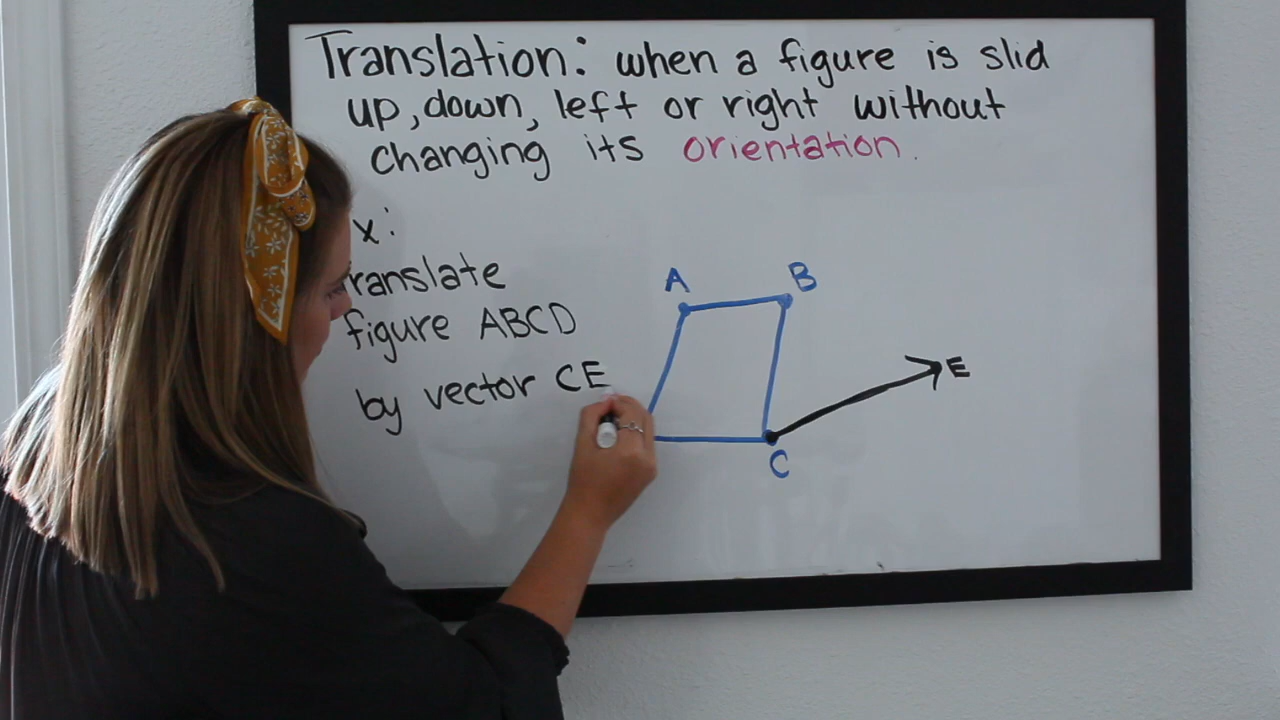 Translation: when a figure is slid
up, down, left or right without
changing its orientation.
x:
ranslate
figure ABCD
by vector CE
A
B
E
C